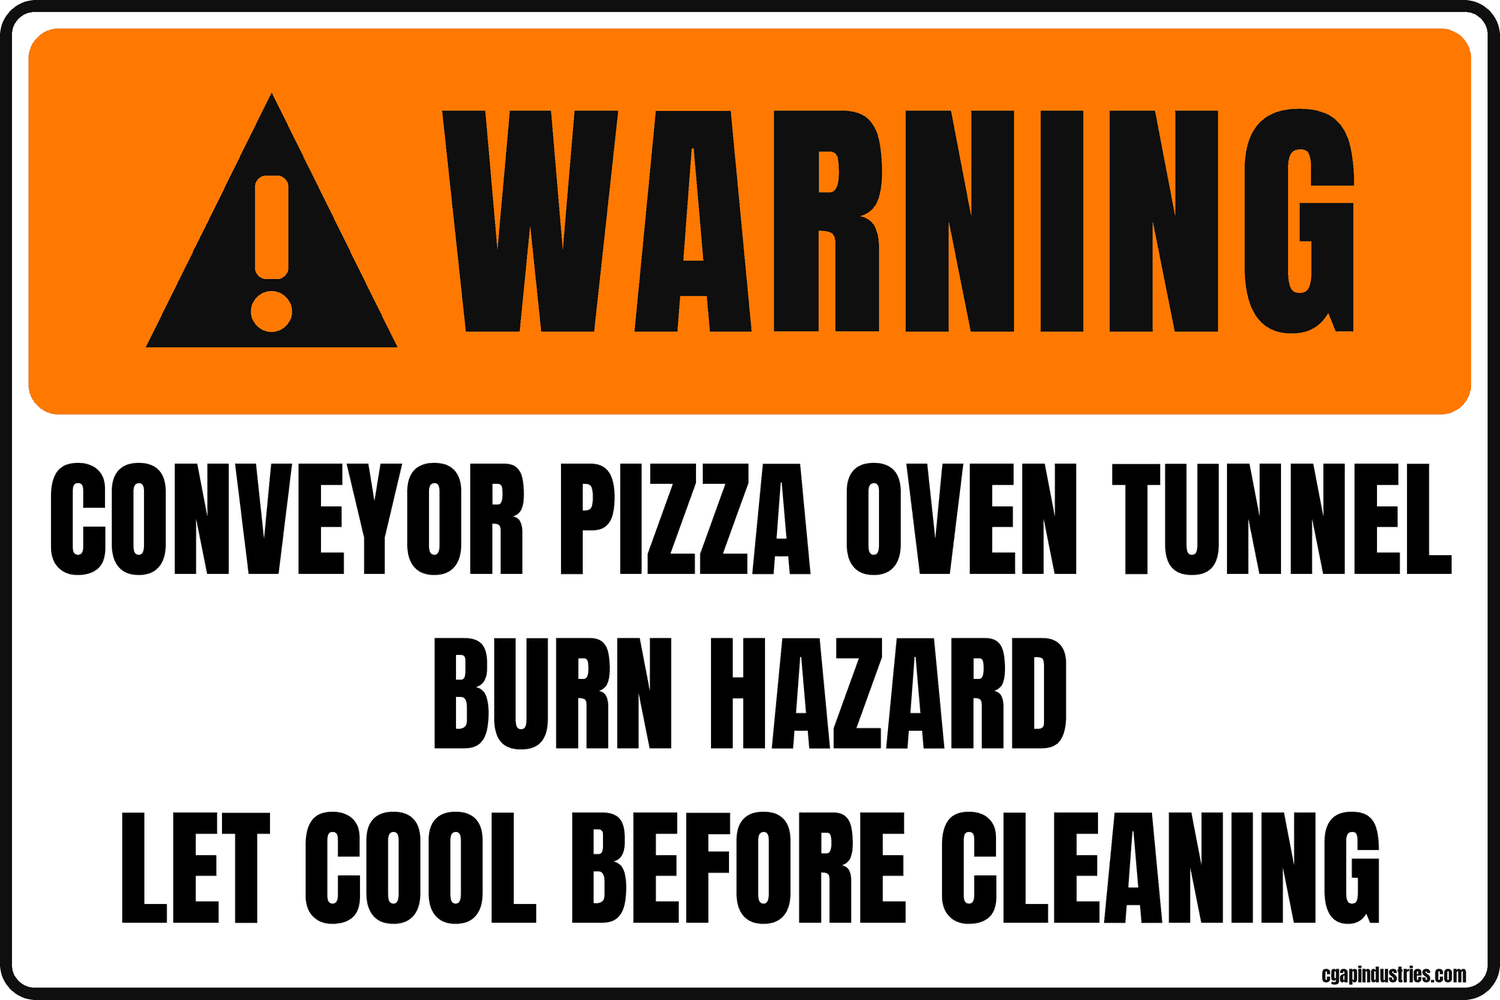 WARNING
CONVEYOR PIZZA OVEN TUNNEL
BURN HAZARD
LET COOL BEFORE CLEANING
cgapindustries.com